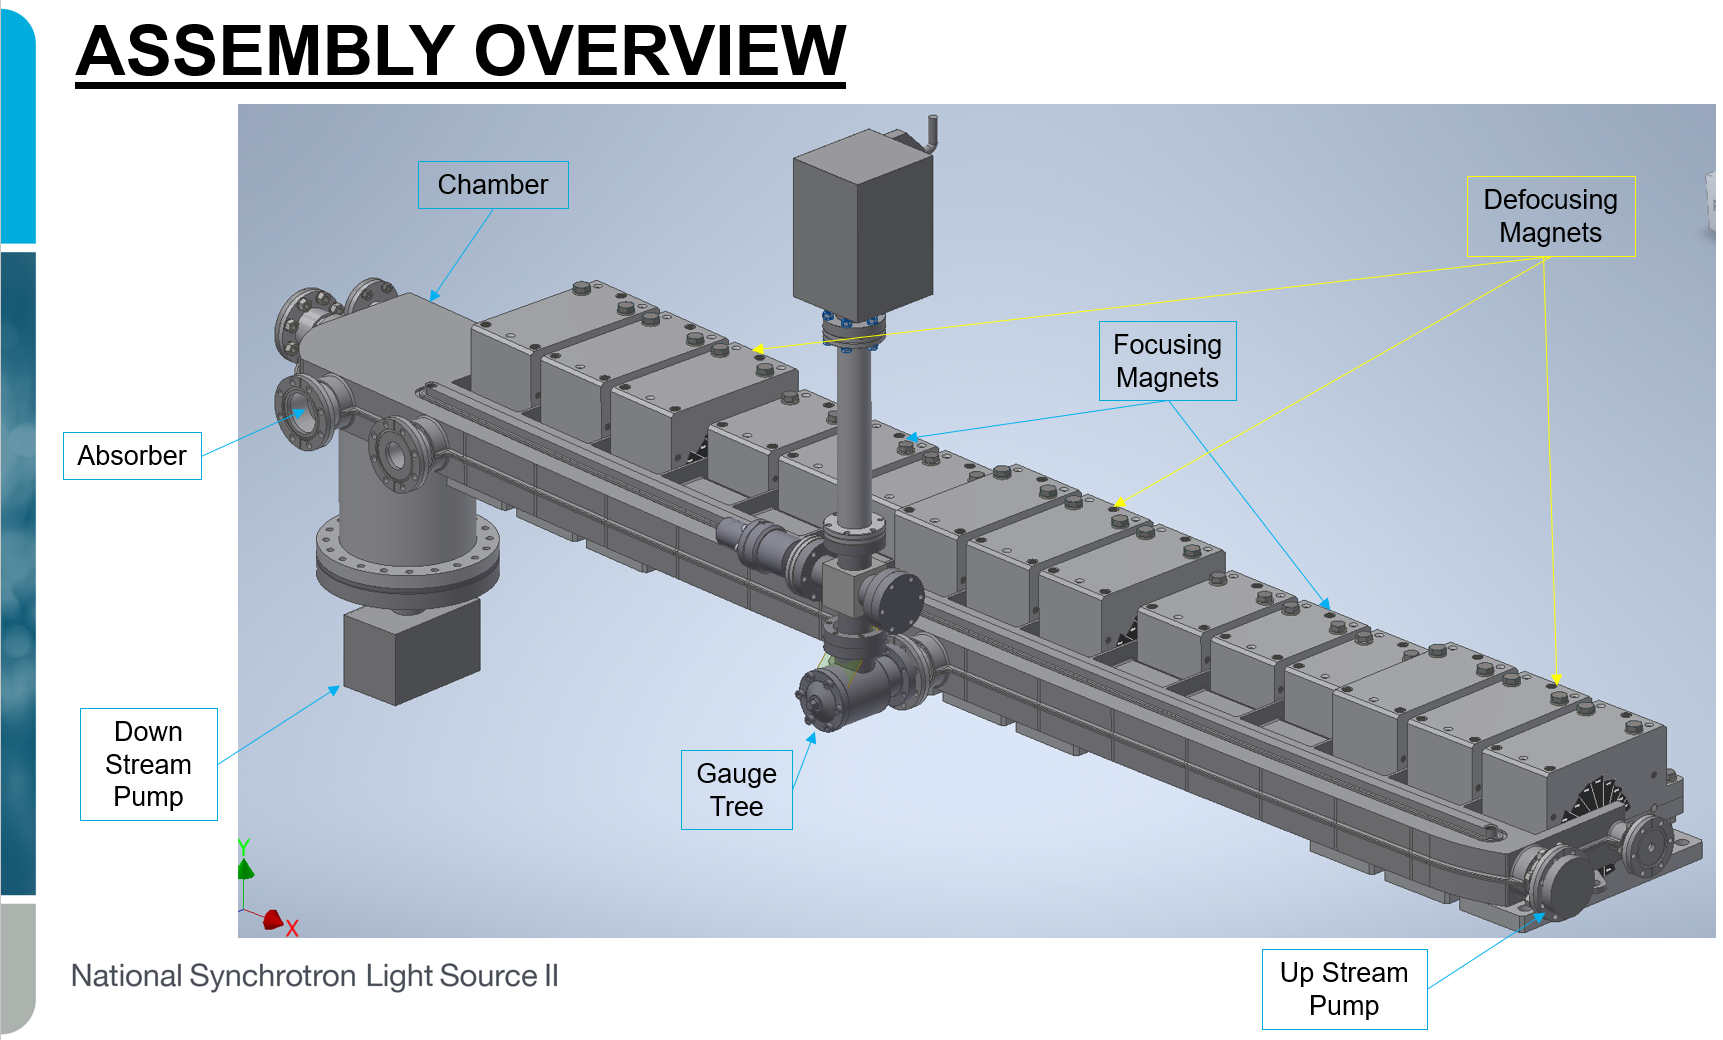 ASSEMBLY OVERVIEW
Chamber
Defocusing
Magnets
Focusing
Magnets
Absorber
Down
Stream
Pump
Gauge
Tree
Y
X
National Synchrotron Light Source II
Up Stream
Pump